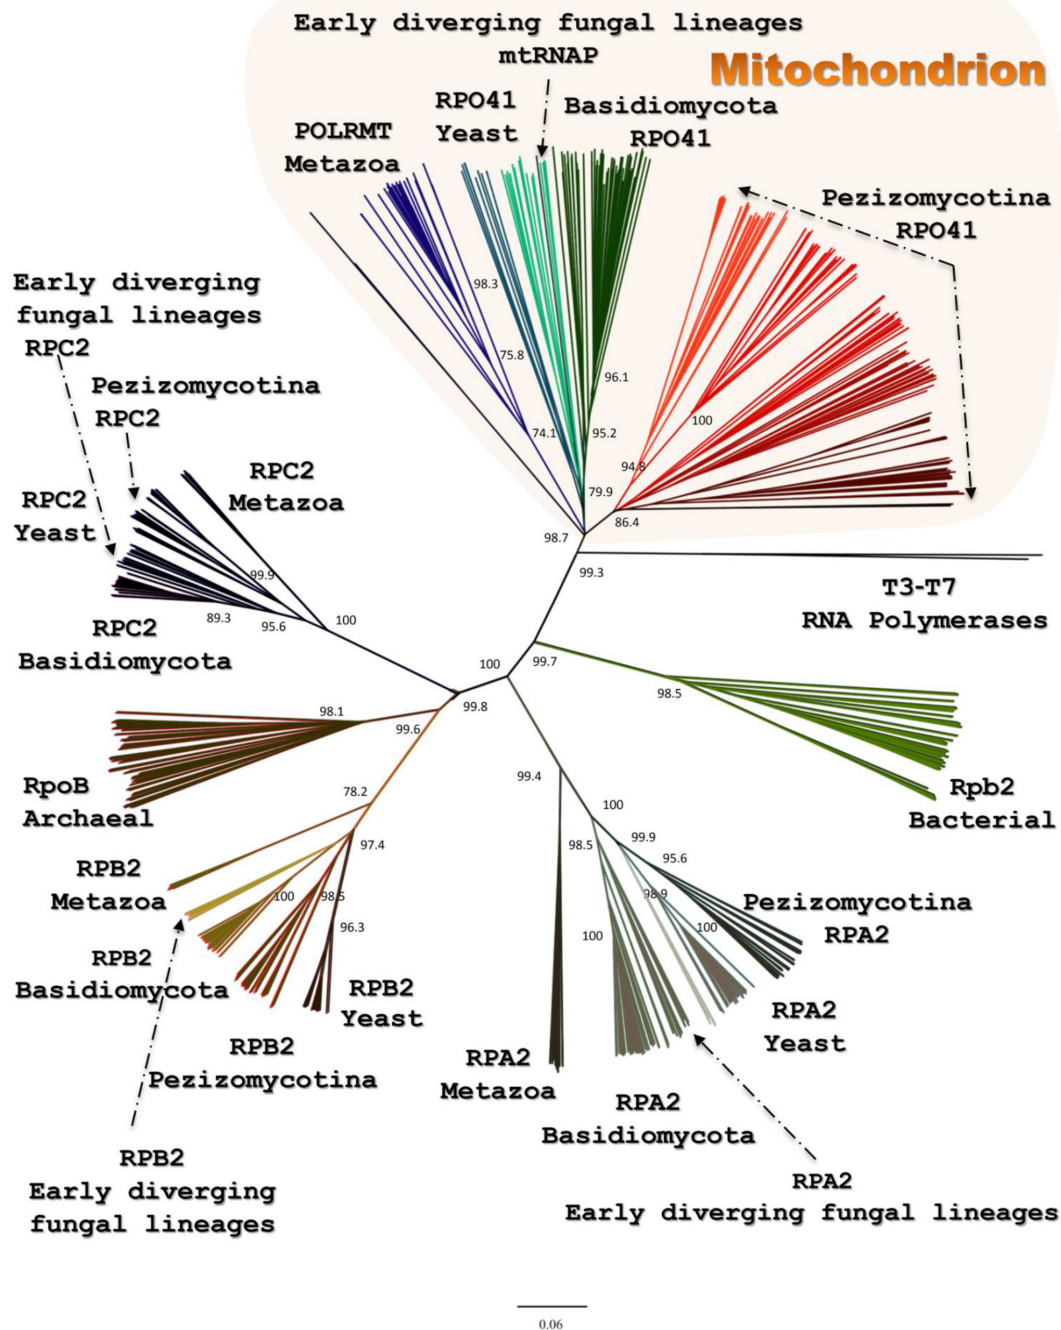 Early diverging fungal lineages
mtRNAP
Mitochondrion
RPO41
Yeast
Basidiomycota
RPO41
POLRMT
Metazoa
Pezizomycotina
RPO41
98.3
75.8
74.1
96.1
95.2
79.9
94.8
100
86.4
98.7
99.3
Early diverging
fungal lineages
RPC2
Pezizomycotina
RPC2
RPC2
Metazoa
RPC2
Yeast
RPC2
Basidiomycota
99.9
89.3
95.6
100
T3-T7
RNA Polymerases
99.7
100
99.8
98.5
Rpb2
Bacterial
98.1
99.6
RpoB
Archaeal
78.2
97.4
RPB2
Metazoa
100
98.5
96.3
RPB2
Basidiomycota
RPB2
Yeast
RPB2
Pezizomycotina
RPB2
Early diverging
fungal lineages
99.4
100
98.5
99.9
95.6
98.9
100
100
Pezizomycotina
RPA2
RPA2
Yeast
RPA2
Metazoa
RPA2
Basidiomycota
RPA2
Early diverging fungal lineages
0.06